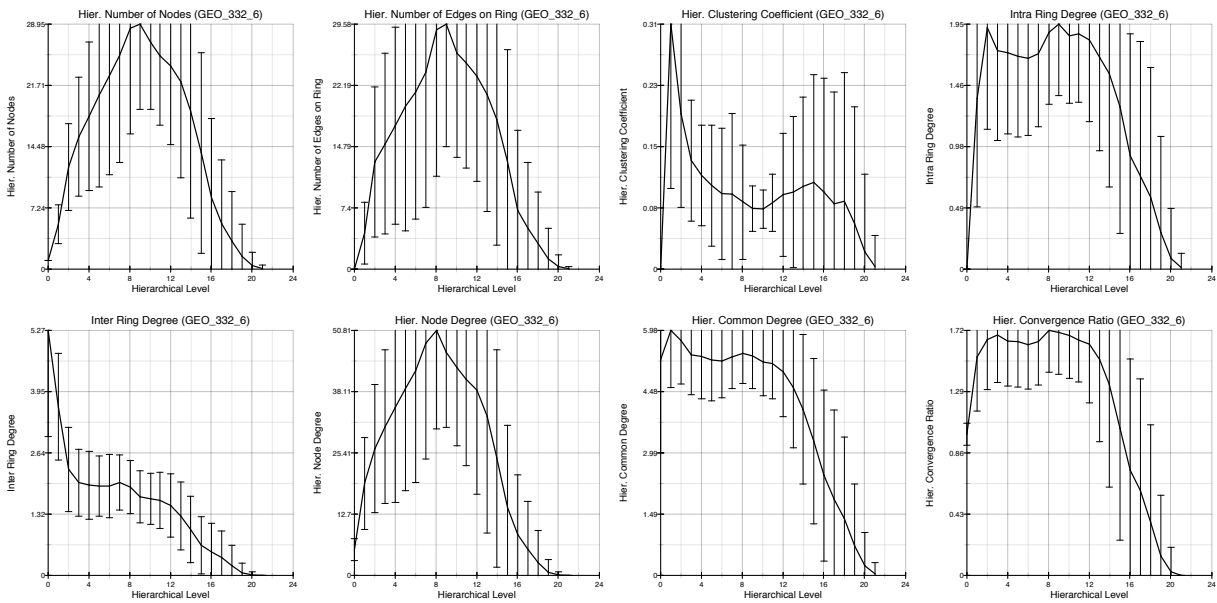 Hier. Number of Nodes (GEO_332_6)
Hier. Number of Nodes
28.95
21.71
14.48
7.24
0
0 4 8 12 16 20 24
Hierarchical Level
Hier. Number of Edges on Ring (GEO_332_6)
Hier. Number of Edges on Ring
29.58
22.19
14.79
7.4
0
0 4 8 12 16 20 24
Hierarchical Level
Hier. Clustering Coefficient (GEO_332_6)
Hier. Clustering Coefficient
0.31
0.23
0.15
0.08
0
0 4 8 12 16 20 24
Hierarchical Level
Intra Ring Degree (GEO_332_6)
Intra Ring Degree
1.95
1.46
0.98
0.49
0
0 4 8 12 16 20 24
Hierarchical Level
Inter Ring Degree (GEO_332_6)
Inter Ring Degree
5.27
3.95
2.64
1.32
0
0 4 8 12 16 20 24
Hierarchical Level
Hier. Node Degree (GEO_332_6)
Hier. Node Degree
50.81
38.11
25.41
12.7
0
0 4 8 12 16 20 24
Hierarchical Level
Hier. Common Degree (GEO_332_6)
Hier. Common Degree
5.98
4.48
2.99
1.49
0
0 4 8 12 16 20 24
Hierarchical Level
Hier. Convergence Ratio (GEO_332_6)
Hier. Convergence Ratio
1.72
1.29
0.86
0.43
0
0 4 8 12 16 20 24
Hierarchical Level